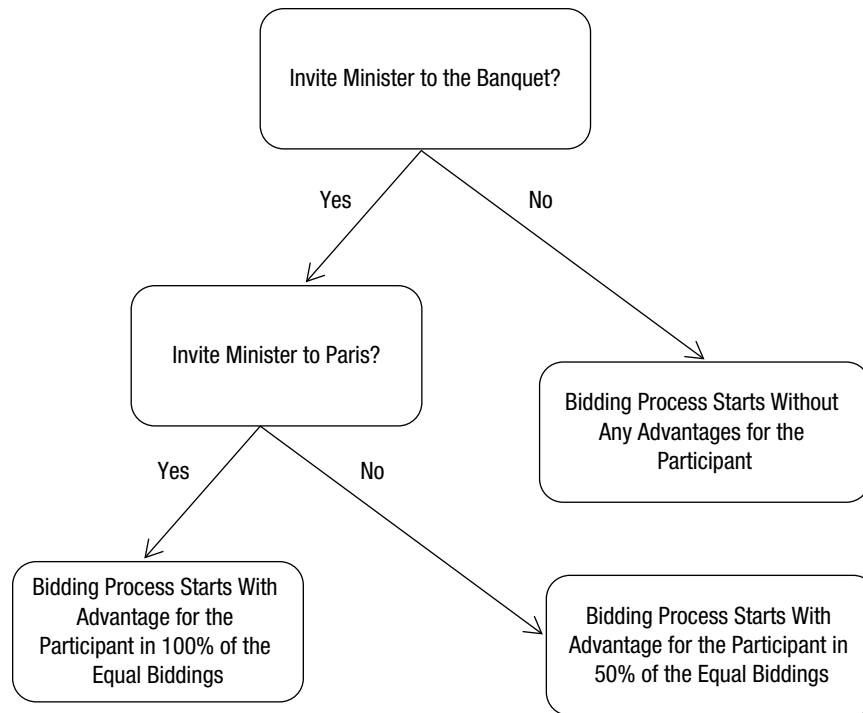 Invite Minister to the Banquet?
Yes
No
Invite Minister to Paris?
Bidding Process Starts Without
Any Advantages for the
Participant
Yes
No
Bidding Process Starts With
Advantage for the
Participant in 100% of the
Equal Biddings
Bidding Process Starts With
Advantage for the Participant in
50% of the Equal Biddings